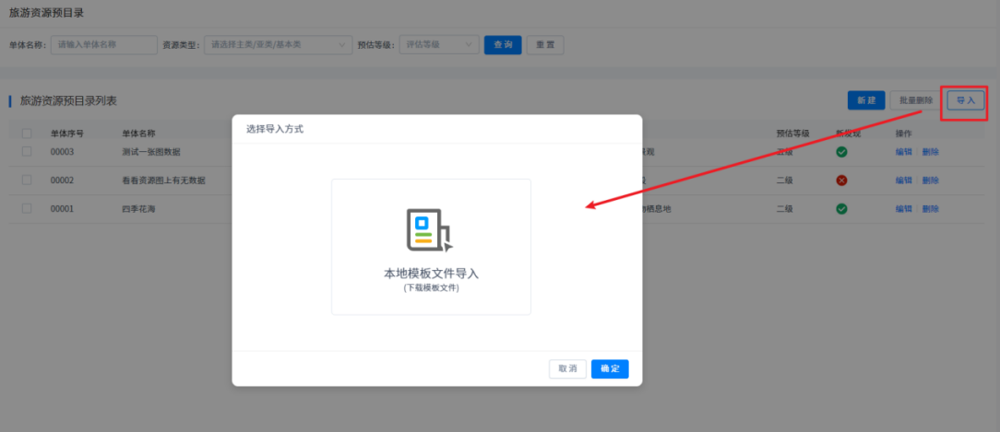 旅游资源预目录
单体名称: 请输入单体名称 资源类型: 请选择主类/亚类/基本类 预估等级: 评估等级 查 询 重 置
旅游资源预目录列表 新 建 批量删除 导 入
单体序号 单体名称 预估等级 新发现 操作
00003 测试一张图数据 景观 三级 编辑 删除
00002 看看资源图上有无数据 二级 编辑 删除
00001 四季花海 栖息地 二级 编辑 删除
选择导入方式
本地模板文件导入
(下载模板文件)
取 消 确 定